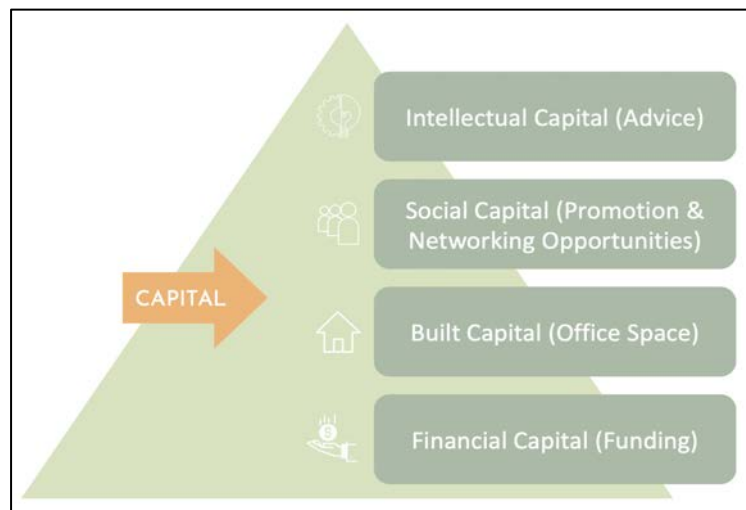 Intellectual Capital (Advice)
Social Capital (Promotion &
Networking Opportunities)
CAPITAL
Built Capital (Office Space)
$
Financial Capital (Funding)